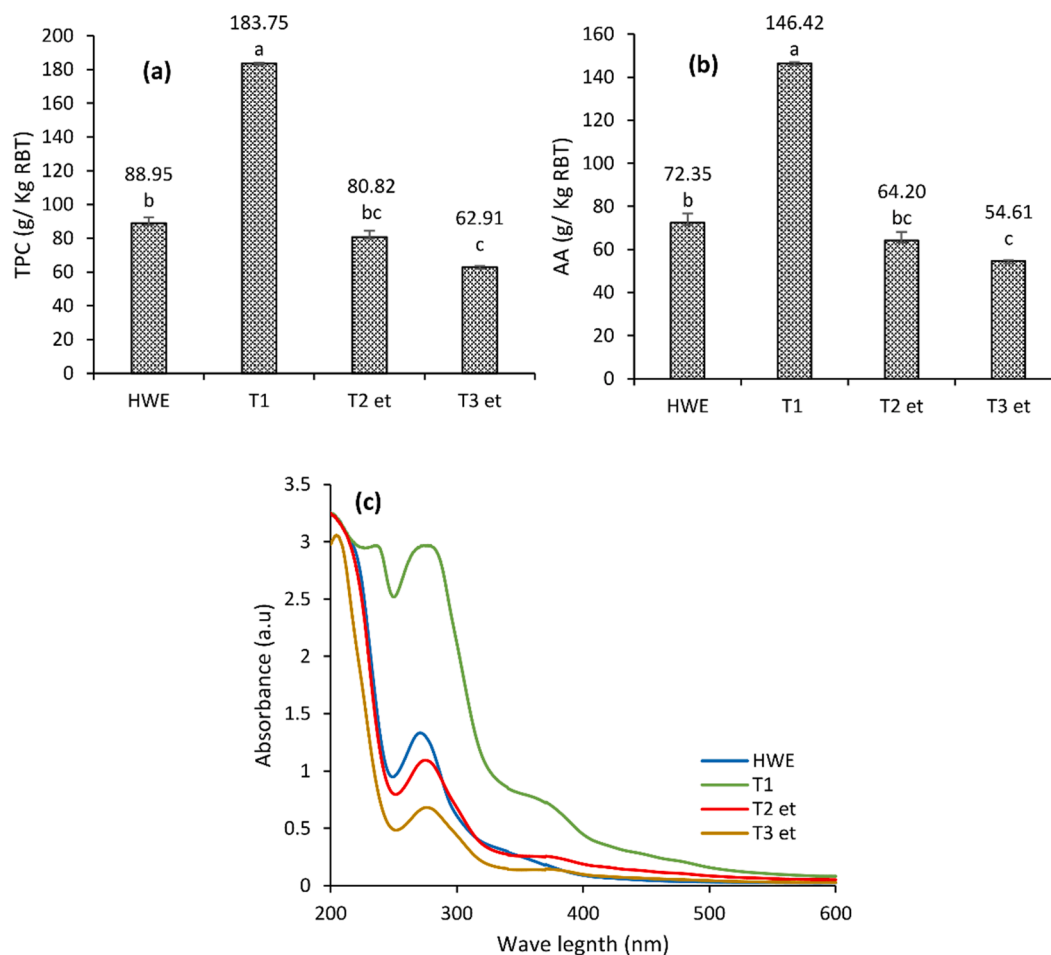 (a)
TPC (g/ Kg RBT)
200
180
160
140
120
100
80
60
40
20
0
88.95
b
183.75
a
80.82
bc
62.91
c
HWE T1 T2 et T3 et
(b)
AA (g/ Kg RBT)
160
140
120
100
80
60
40
20
0
72.35
b
146.42
a
64.20
bc
54.61
c
HWE T1 T2 et T3 et
(c)
Absorbance (a.u)
3.5
3
2.5
2
1.5
1
0.5
0
HWE
T1
T2 et
T3 et
200 300 400 500 600
Wave legnth (nm)